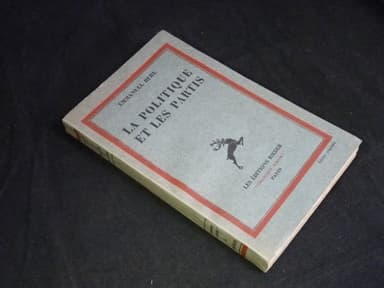 EMMANUEL BERL
LA POLITIQUE
ET LES PARTIS
LES ÉDITIONS RIEDER
PARIS